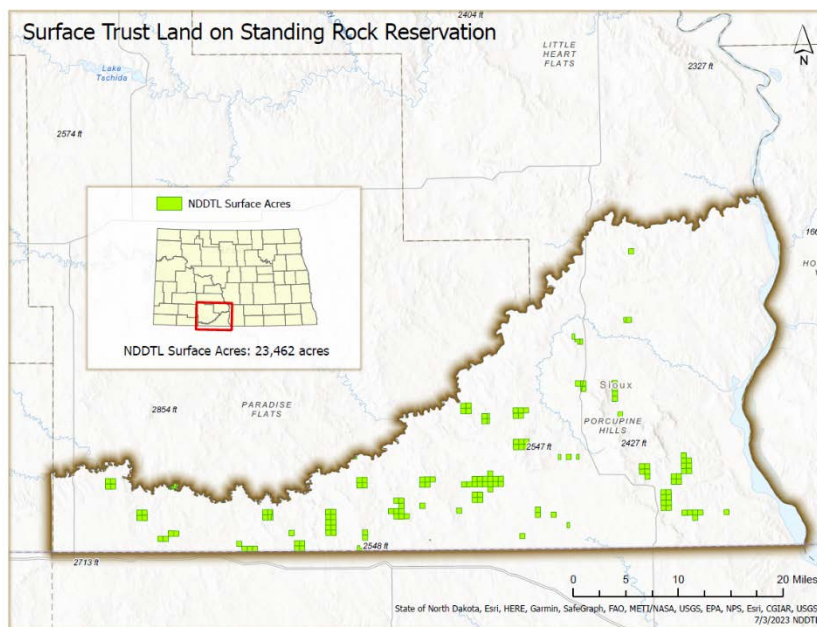 Surface Trust Land on Standing Rock Reservation
2404 ft
LITTLE
HEART
FLATS
2327 ft
N
Lake
Tschida
2574 ft
NDDTL Surface Acres
NDDTL Surface Acres: 23,462 acres
166
HO
V
2854 ft
PARADISE
FLATS
Sioux
PORCUPINE
HILLS
2427 ft
2547 ft
2548 ft
2713 ft
0 5 10 20 Miles
State of North Dakota, Esri, HERE, Garmin, SafeGraph, FAO, METI/NASA, USGS, EPA, NPS, Esri, CGIAR, USGS
7/3/2023 NDDTL